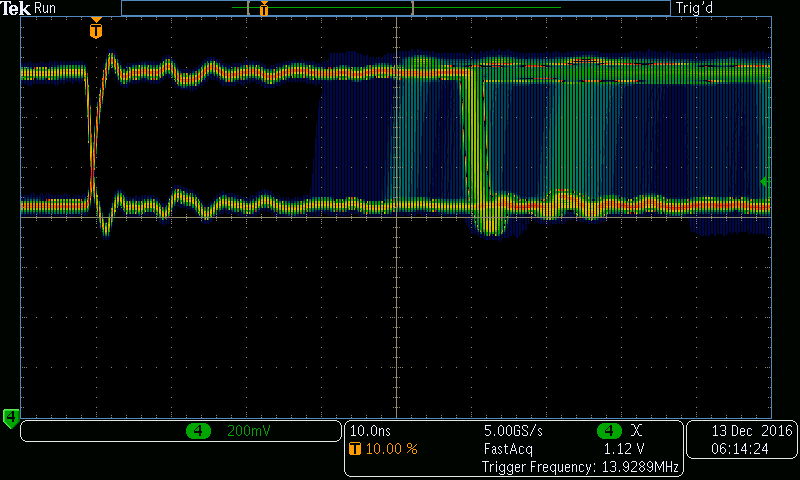 Tek Run Trig'd
T
T
4
4 200mV
10.0ns 5.00GS/s 4 X
T 10.00 % FastAcq 1.12 V
Trigger Frequency: 13.9289MHz
13 Dec 2016
06:14:24